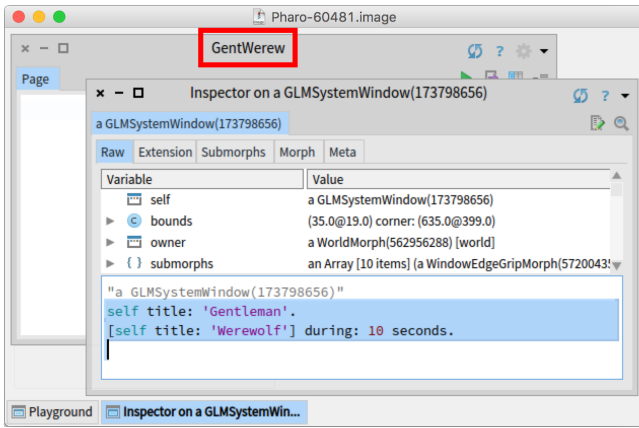 Pharo-60481.image
GentWerew
?
Page
Inspector on a GLMSystemWindow(173798656)
?
a GLMSystemWindow(173798656)
Raw Extension Submorphs Morph Meta
Variable Value
self a GLMSystemWindow(173798656)
bounds (35.0@19.0) corner: (635.0@399.0)
owner a WorldMorph(562956288) [world]
submorphs an Array [10 items] (a WindowEdgeGripMorph(5720043
"a GLMSystemWindow(173798656)"
self title: 'Gentleman'.
[self title: 'Werewolf'] during: 10 seconds.
Playground Inspector on a GLMSystemWin...